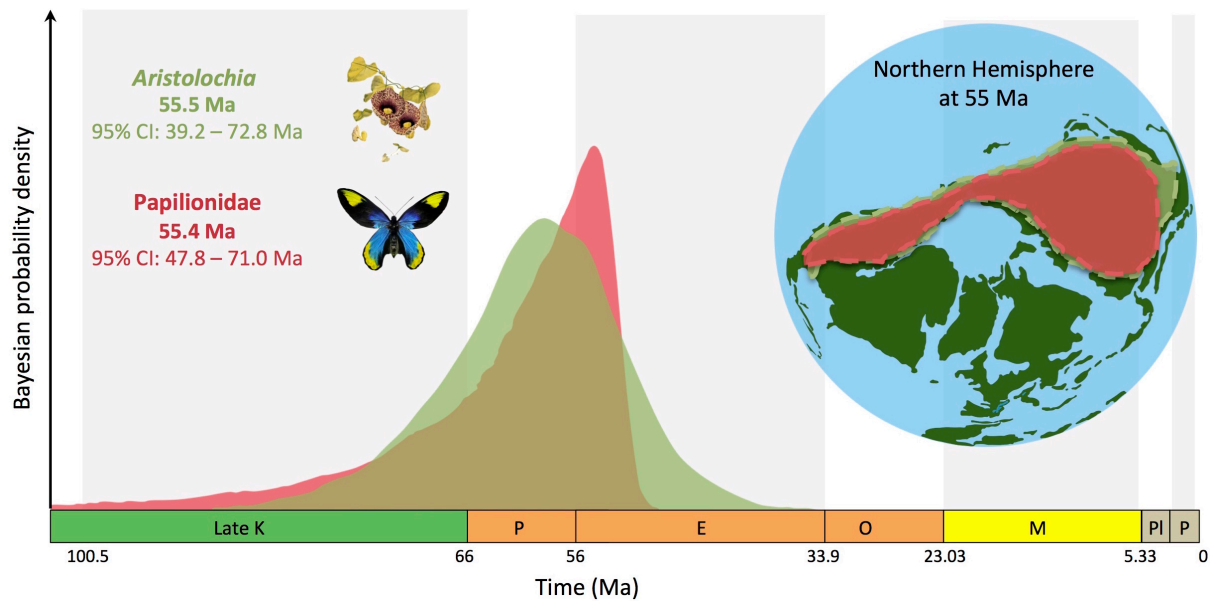 Aristolochia
55.5 Ma
95% CI: 39.2 – 72.8 Ma
Papilionidae
55.4 Ma
95% CI: 47.8 – 71.0 Ma
Northern Hemisphere
at 55 Ma
Bayesian probability density
Late K P E O M Pl P
100.5 66 56 33.9 23.03 5.33 0
Time (Ma)